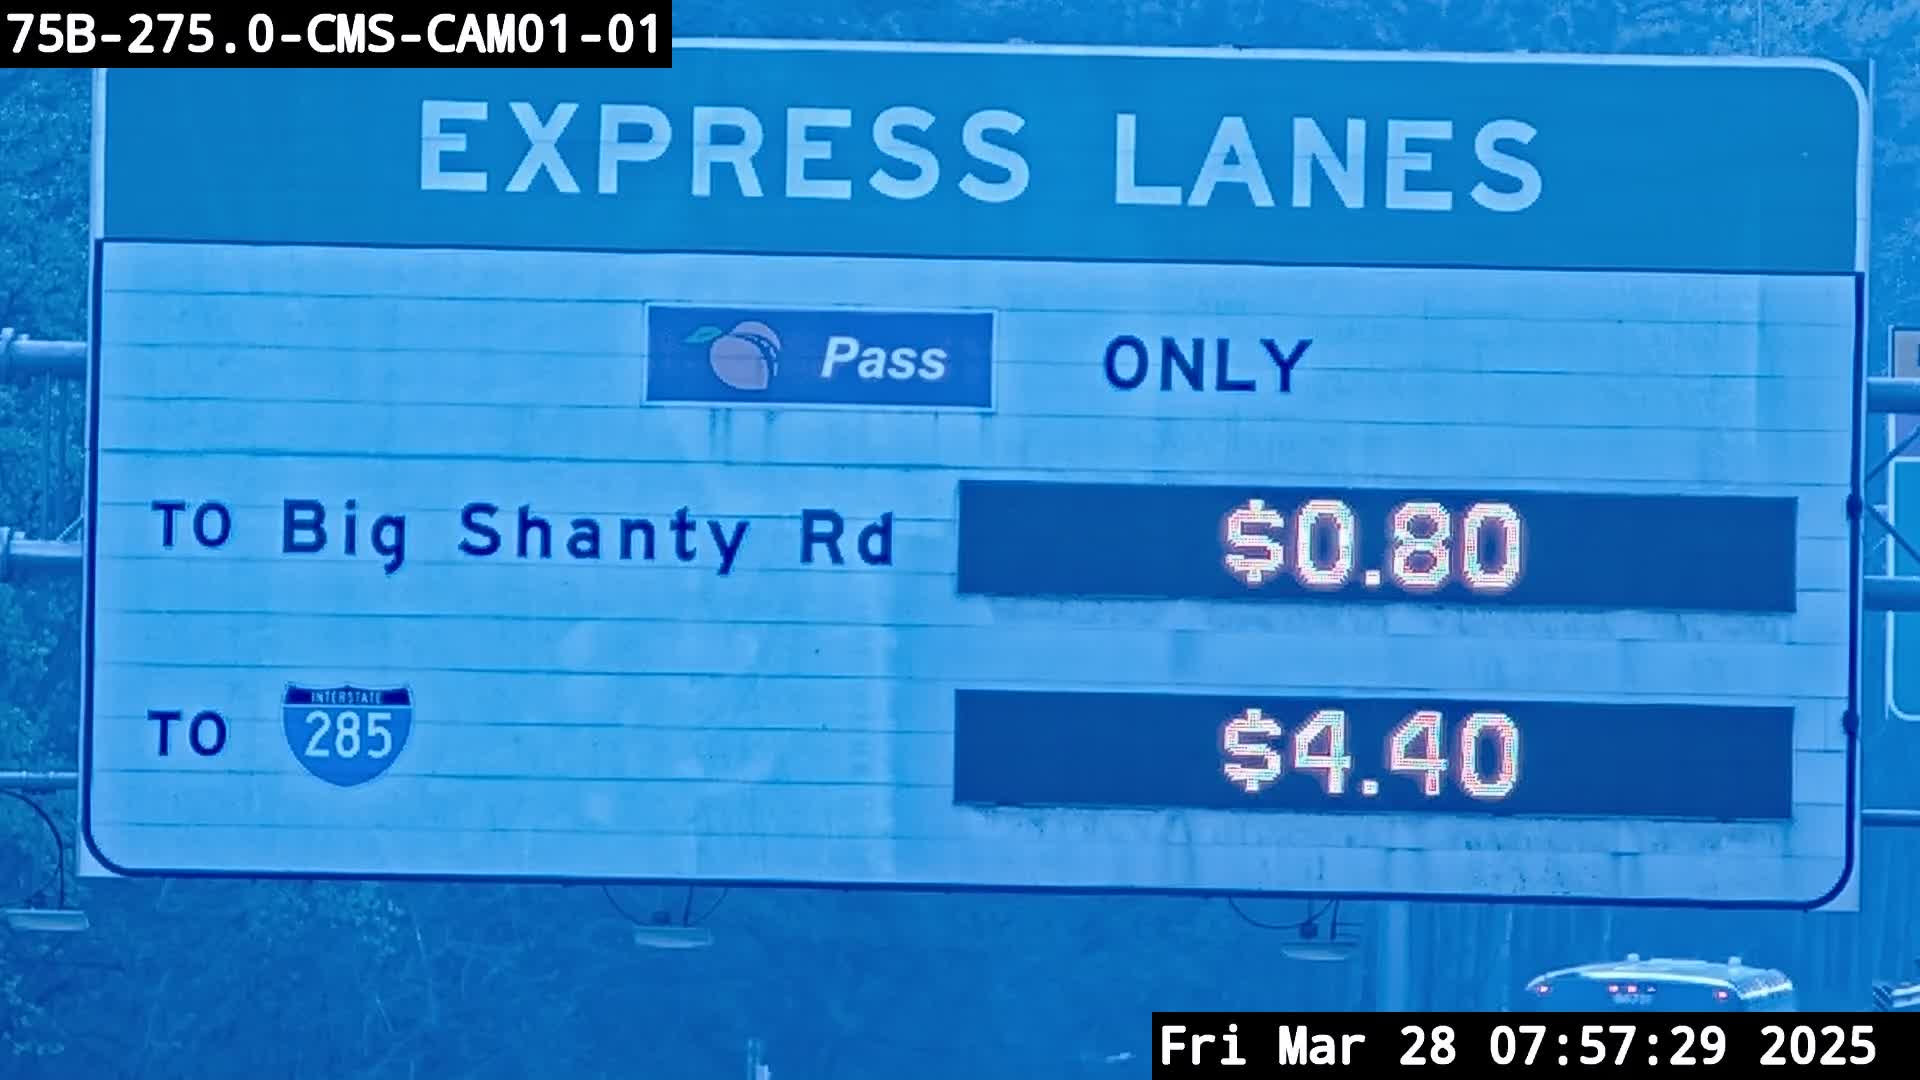 75B-275.0-CMS-CAM01-01
EXPRESS LANES
Pass ONLY
TO Big Shanty Rd $0.80
TO INTERSTATE 285 $4.40
Fri Mar 28 07:57:29 2025